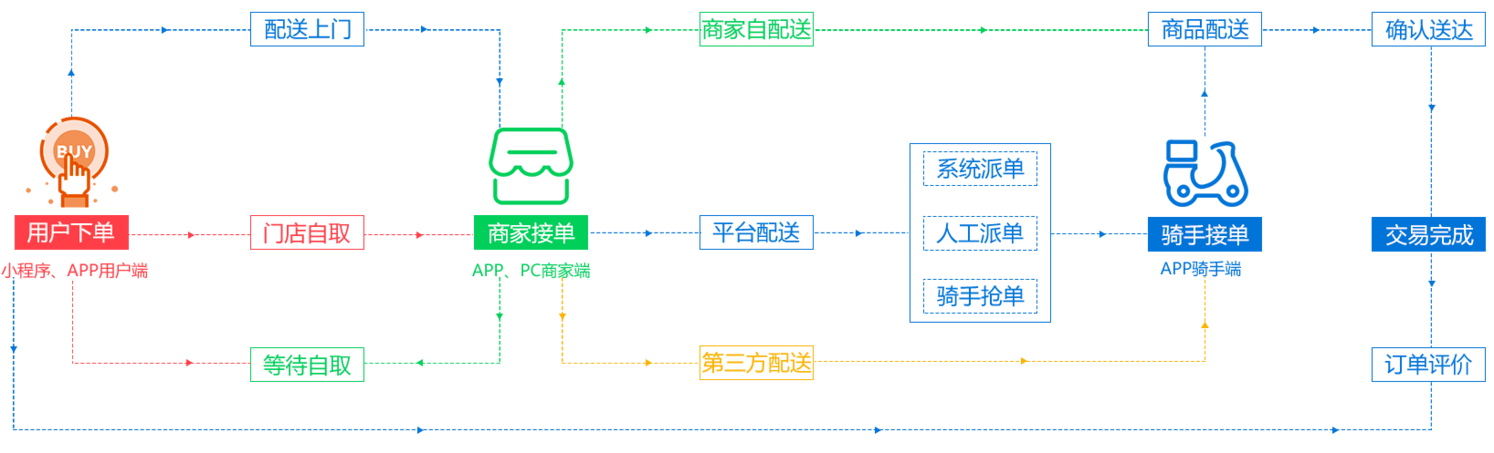 配送上门
商家自配送
商品配送
确认送达
BUY
系统派单
用户下单
门店自取
商家接单
平台配送
人工派单
骑手接单
交易完成
小程序、APP用户端
APP、PC商家端
APP骑手端
骑手抢单
等待自取
第三方配送
订单评价